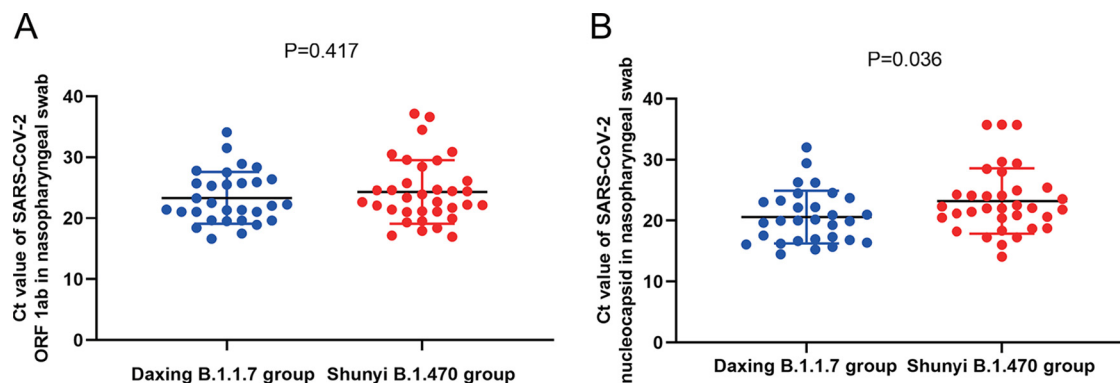 A
P=0.417
Ct value of SARS-CoV-2
ORF 1ab in nasopharyngeal swab
40
30
20
10
0
Daxing B.1.1.7 group
Shunyi B.1.470 group
B
P=0.036
Ct value of SARS-CoV-2
nucleocapsid in nasopharyngeal swab
40
30
20
10
0
Daxing B.1.1.7 group
Shunyi B.1.470 group